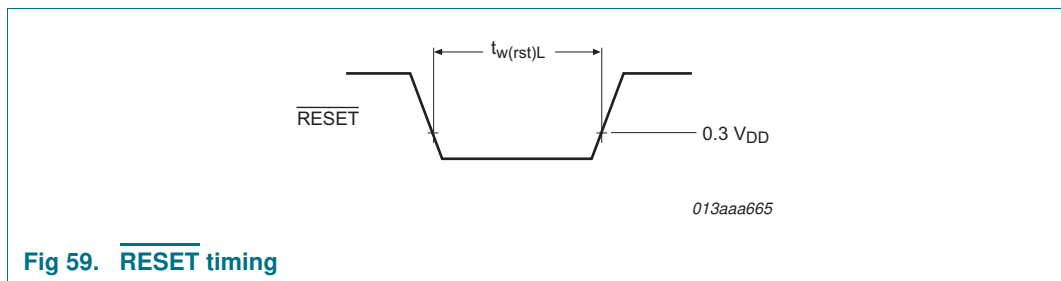 tw(rst)L
RESET
0.3 VDD
013aaa665
Fig 59. RESET timing